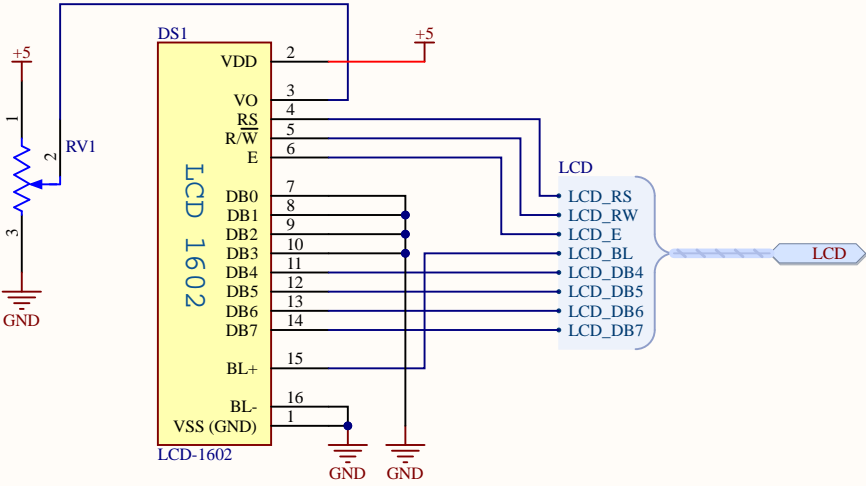 DS1
+5
+5
VDD 2
VO 3
RS 4
R/W 5
E 6
1
2
RV1
3
GND
LCD 1602
DB0 7
DB1 8
DB2 9
DB3 10
DB4 11
DB5 12
DB6 13
DB7 14
BL+ 15
BL- 16
VSS (GND) 1
LCD-1602
GND
GND
LCD
LCD_RS
LCD_RW
LCD_E
LCD_BL
LCD_DB4
LCD_DB5
LCD_DB6
LCD_DB7
LCD